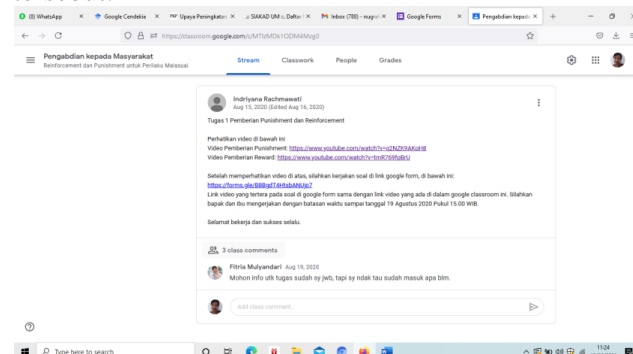 (8) WhatsApp
Google Cendekia
Upaya Peningkatan
SIAKAD UM :: Daftar
Inbox (788) - nugra
Google Forms
Pengabdian kepada
https://classroom.google.com/c/MTIzMDk1ODM4Mzg0
Pengabdian kepada Masyarakat
Reinforcement dan Punishment untuk Perilaku Malasuai
Stream
Classwork
People
Grades
Indriyana Rachmawati
Aug 15, 2020 (Edited Aug 16, 2020)
Tugas 1 Pemberian Punishment dan Reinforcement
Perhatikan video di bawah ini
Video Pemberian Punishment: https://www.youtube.com/watch?v=o2NZK9AKoH8
Video Pemberian Reward: https://www.youtube.com/watch?v=tmR769fpBrU
Setelah memperhatikan video di atas, silahkan kerjakan soal di link google form, di bawah ini:
https://forms.gle/B8BgdT4HtsbANUjp7
Link video yang tertera pada soal di google form sama dengan link video yang ada di dalam google classroom ini. Silahkan
bapak dan ibu mengerjakan dengan batasan waktu sampai tanggal 19 Agustus 2020 Pukul 15.00 WIB.
Selamat bekerja dan sukses selalu.
3 class comments
Fitria Mulyandari Aug 19, 2020
Mohon info utk tugas sudah sy jwb, tapi sy ndak tau sudah masuk apa blm.
Add class comment...
Type here to search
11:24